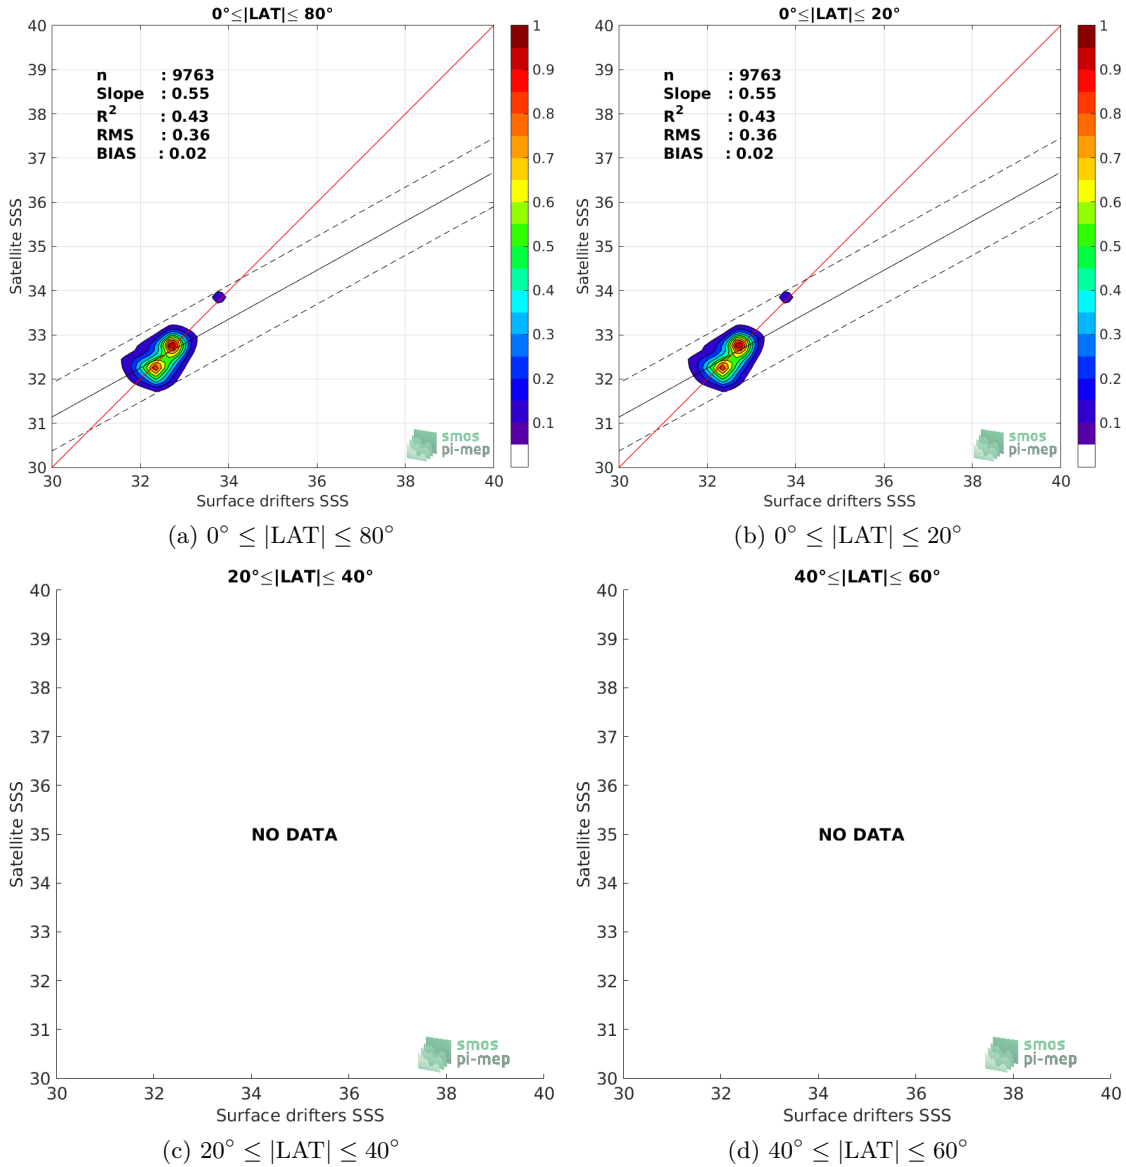 0°≤|LAT|≤ 80°
40
39
38
37
36
35
34
33
32
31
30
Satellite SSS
n : 9763
Slope : 0.55
R² : 0.43
RMS : 0.36
BIAS : 0.02
smos
pi-mep
30 32 34 36 38 40
Surface drifters SSS
1
0.9
0.8
0.7
0.6
0.5
0.4
0.3
0.2
0.1
(a) 0° ≤ |LAT| ≤ 80°
0°≤|LAT|≤ 20°
40
39
38
37
36
35
34
33
32
31
30
Satellite SSS
n : 9763
Slope : 0.55
R² : 0.43
RMS : 0.36
BIAS : 0.02
smos
pi-mep
30 32 34 36 38 40
Surface drifters SSS
1
0.9
0.8
0.7
0.6
0.5
0.4
0.3
0.2
0.1
(b) 0° ≤ |LAT| ≤ 20°
20°≤|LAT|≤ 40°
40
39
38
37
36
35
34
33
32
31
30
Satellite SSS
NO DATA
smos
pi-mep
30 32 34 36 38 40
Surface drifters SSS
(c) 20° ≤ |LAT| ≤ 40°
40°≤|LAT|≤ 60°
40
39
38
37
36
35
34
33
32
31
30
Satellite SSS
NO DATA
smos
pi-mep
30 32 34 36 38 40
Surface drifters SSS
(d) 40° ≤ |LAT| ≤ 60°